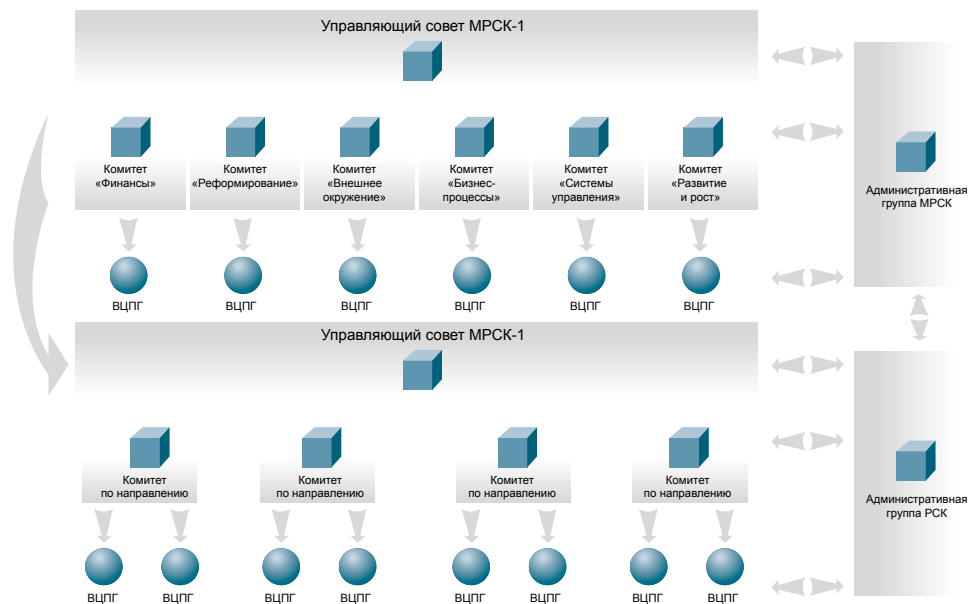 Управляющий совет МРСК-1
Комитет
«Финансы»
Комитет
«Реформирование»
Комитет
«Внешнее
окружение»
Комитет
«Бизнес-
процессы»
Комитет
«Системы
управления»
Комитет
«Развитие
и рост»
Административная
группа МРСК
ВЦПГ
ВЦПГ
ВЦПГ
ВЦПГ
ВЦПГ
ВЦПГ
Управляющий совет МРСК-1
Комитет
по направлению
Комитет
по направлению
Комитет
по направлению
Комитет
по направлению
Административная
группа РСК
ВЦПГ
ВЦПГ
ВЦПГ
ВЦПГ
ВЦПГ
ВЦПГ
ВЦПГ
ВЦПГ